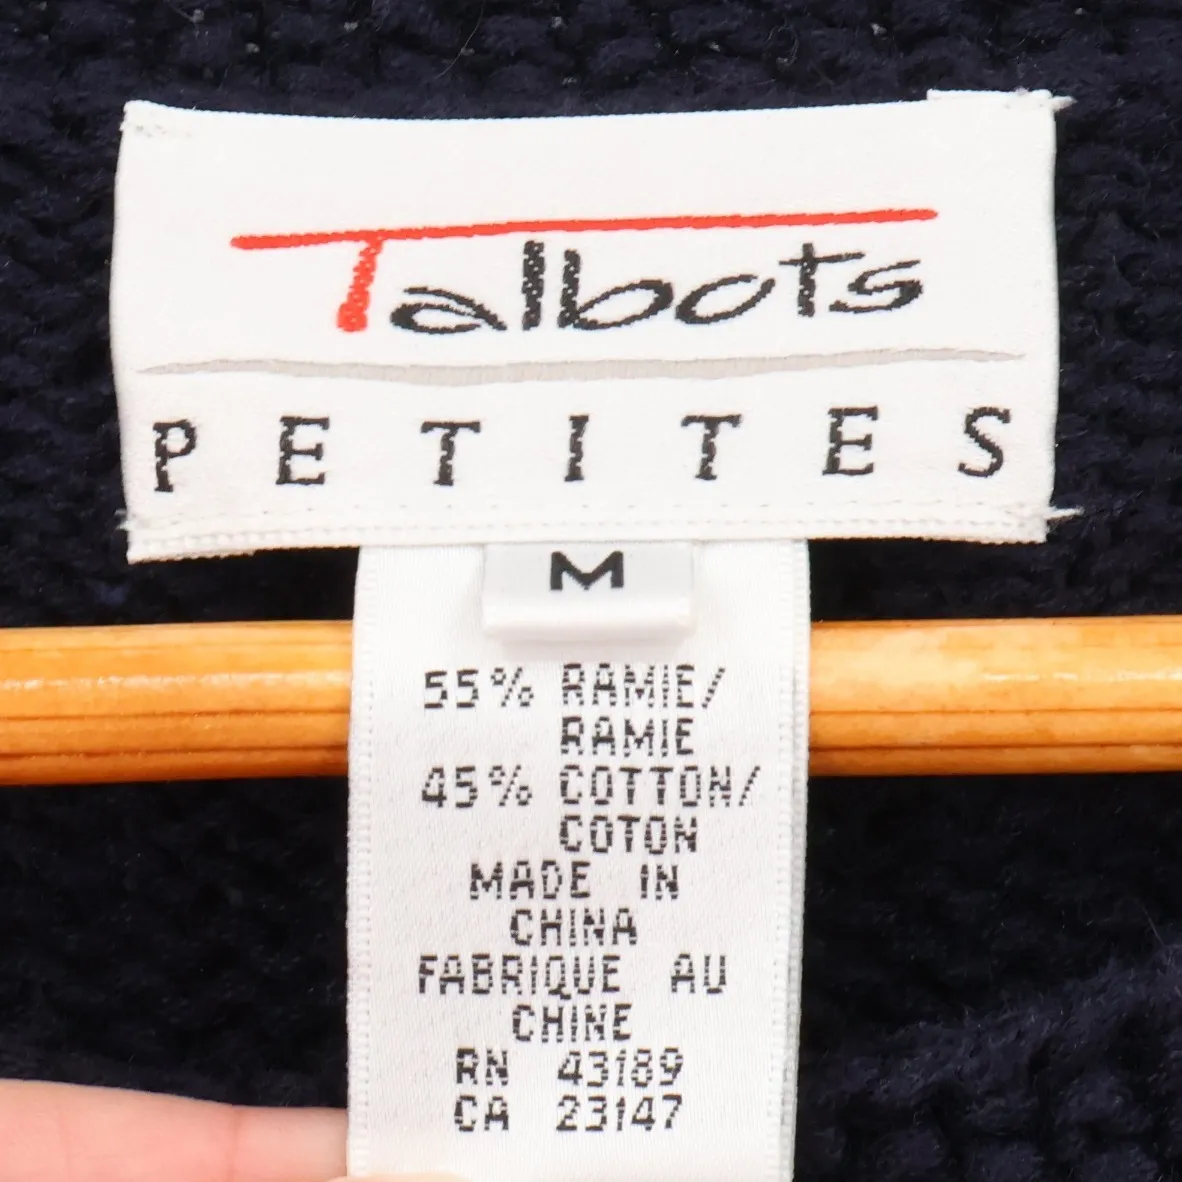 Talbots
PETITES
M
55% RAMIE/
RAMIE
45% COTTON/
COTON
MADE IN
CHINA
FABRIQUE AU
CHINE
RN 43189
CA 23147